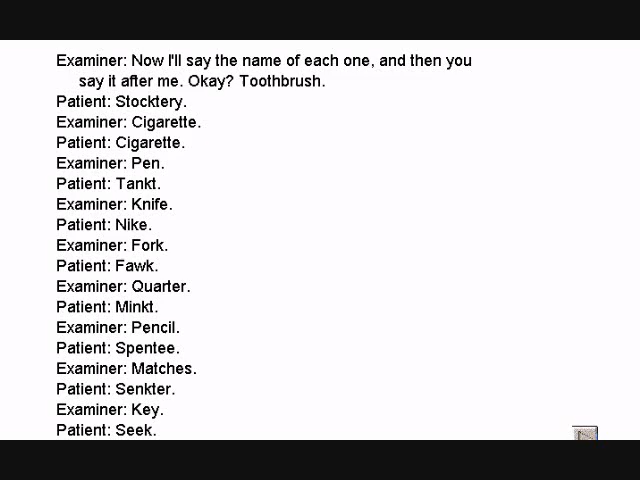 Examiner: Now I'll say the name of each one, and then you
say it after me. Okay? Toothbrush.
Patient: Stocktery.
Examiner: Cigarette.
Patient: Cigarette.
Examiner: Pen.
Patient: Tankt.
Examiner: Knife.
Patient: Nike.
Examiner: Fork.
Patient: Fawk.
Examiner: Quarter.
Patient: Minkt.
Examiner: Pencil.
Patient: Spentee.
Examiner: Matches.
Patient: Senkter.
Examiner: Key.
Patient: Seek.